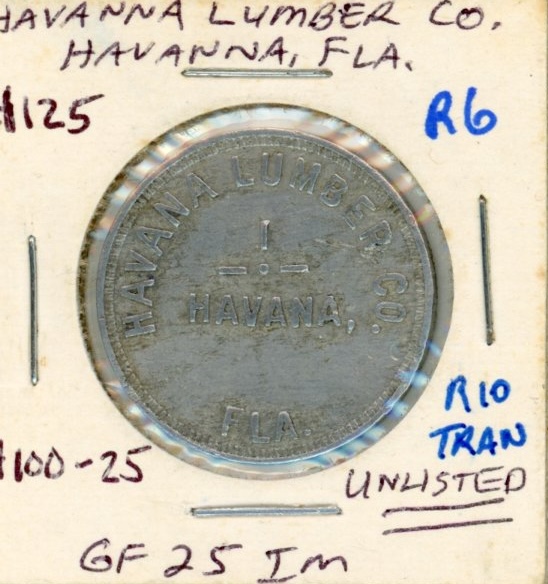 HAVANNA LUMBER CO.
HAVANNA, FLA.
H125
R6
HAVANA LUMBER CO.
HAVANA,
FLA.
R10
TRAN
H100-25
UNLISTED
GF 25 IM